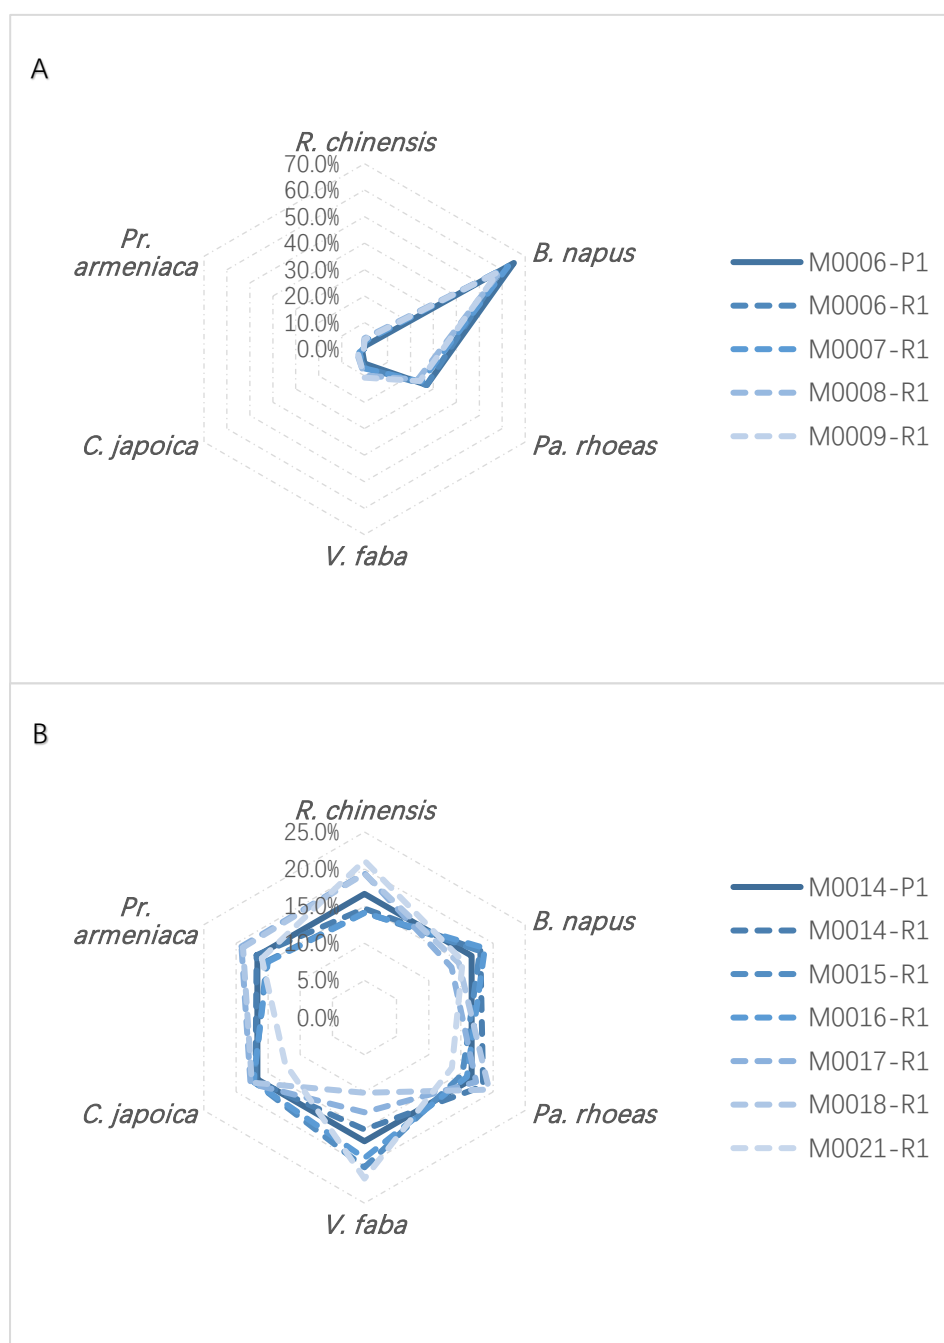 A
R. chinensis
70.0%
60.0%
50.0%
40.0%
30.0%
20.0%
10.0%
0.0%
Pr.
armeniaca
B. napus
C. japoica
Pa. rhoeas
V. faba
M0006-P1
M0006-R1
M0007-R1
M0008-R1
M0009-R1
B
R. chinensis
25.0%
20.0%
15.0%
10.0%
5.0%
0.0%
Pr.
armeniaca
B. napus
C. japoica
Pa. rhoeas
V. faba
M0014-P1
M0014-R1
M0015-R1
M0016-R1
M0017-R1
M0018-R1
M0021-R1